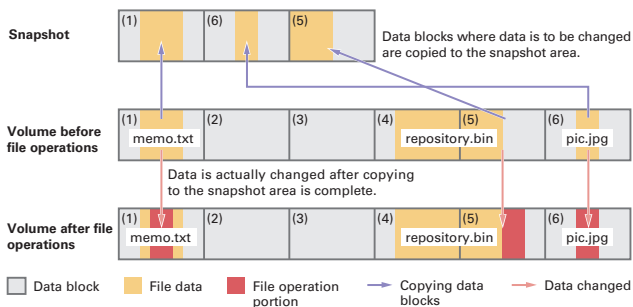 Snapshot
(1) (6) (5)
Data blocks where data is to be changed
are copied to the snapshot area.
Volume before
file operations
(1) (2) (3) (4) (5) (6)
memo.txt repository.bin pic.jpg
Data is actually changed after copying
to the snapshot area is complete.
Volume after file
operations
(1) (2) (3) (4) (5) (6)
memo.txt repository.bin pic.jpg
Data block File data File operation Copying data Data changed
portion blocks